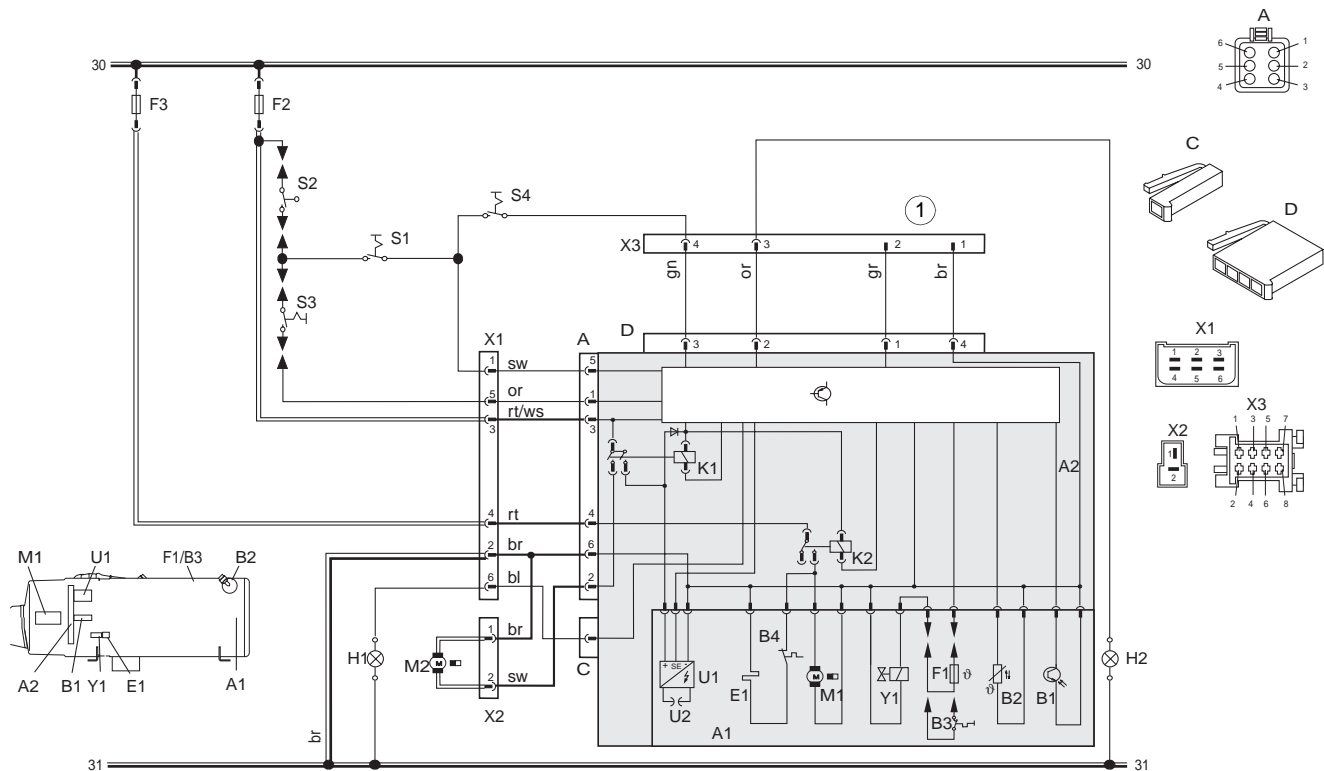 A
6 1
5 2
4 3
30 30
F3 F2
C
S2
S4
D
1
S1
X3 4 3 2 1
gn or gr br
S3
X1 A D 3 2 1 4
X1
1 2 3
4 5 6
1 sw 5
5 or 1
3 rt/ws 3
X3
1 3 5 7
X2
1
2
2 4 6 8
K1
A2
4 rt 4
2 br 6
K2
6 bl 2
M1 U1 F1/B3 B2
A2 B1 Y1 E1 A1
1 br
H1 M2 M
2 sw C
X2
+ SE -
U1
U2
B4
E1
M
M1
Y1
F1 ϑ
B3
ϑ B2
B1
H2
A1
br
31 31